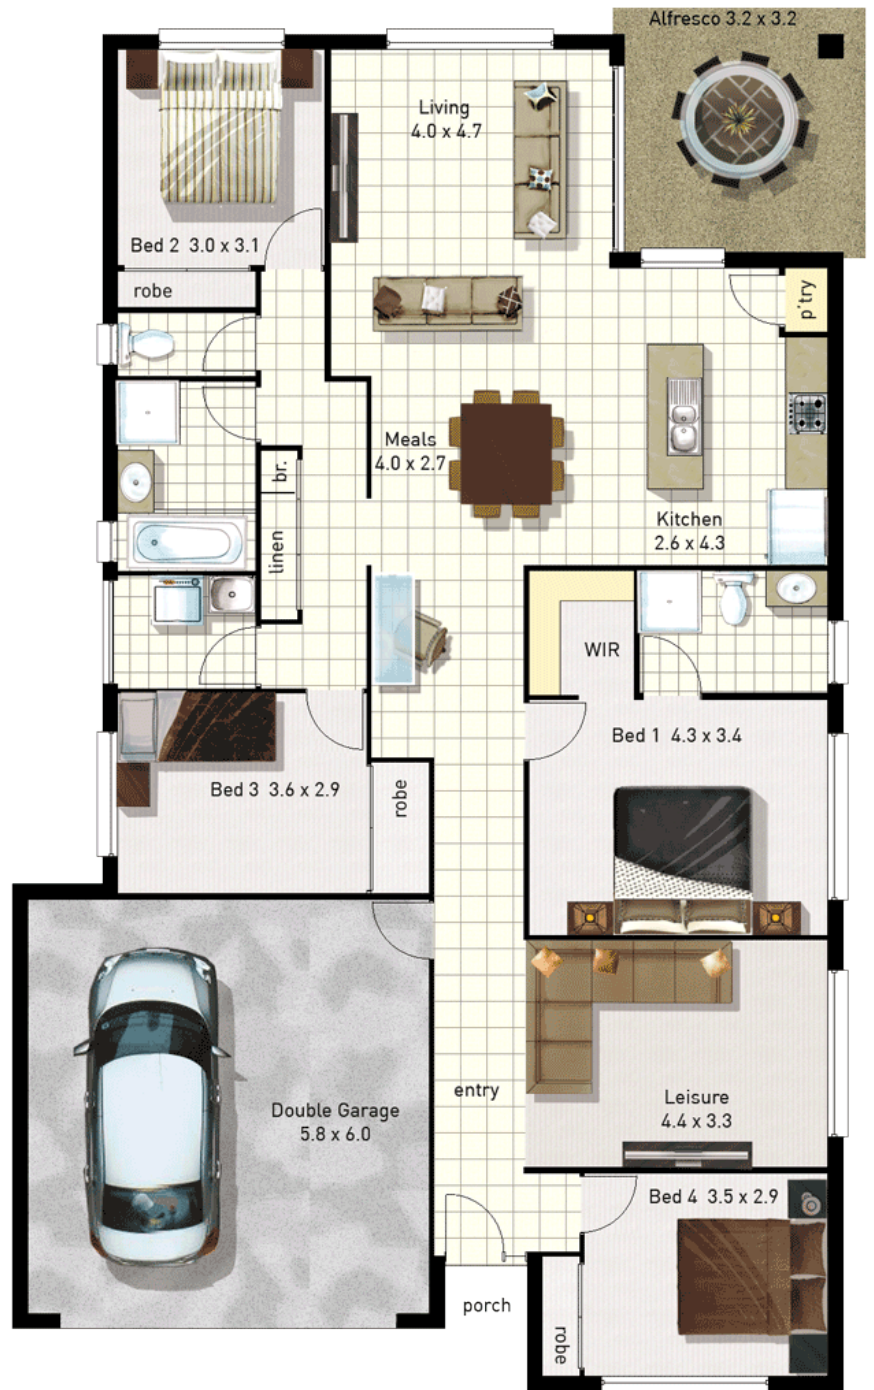 Alfresco 3.2 x 3.2
Living
4.0 x 4.7
Bed 2 3.0 x 3.1
robe
p'try
Meals
4.0 x 2.7
br.
linen
Kitchen
2.6 x 4.3
WIR
Bed 1 4.3 x 3.4
Bed 3 3.6 x 2.9
robe
entry
Leisure
4.4 x 3.3
Double Garage
5.8 x 6.0
Bed 4 3.5 x 2.9
porch
robe